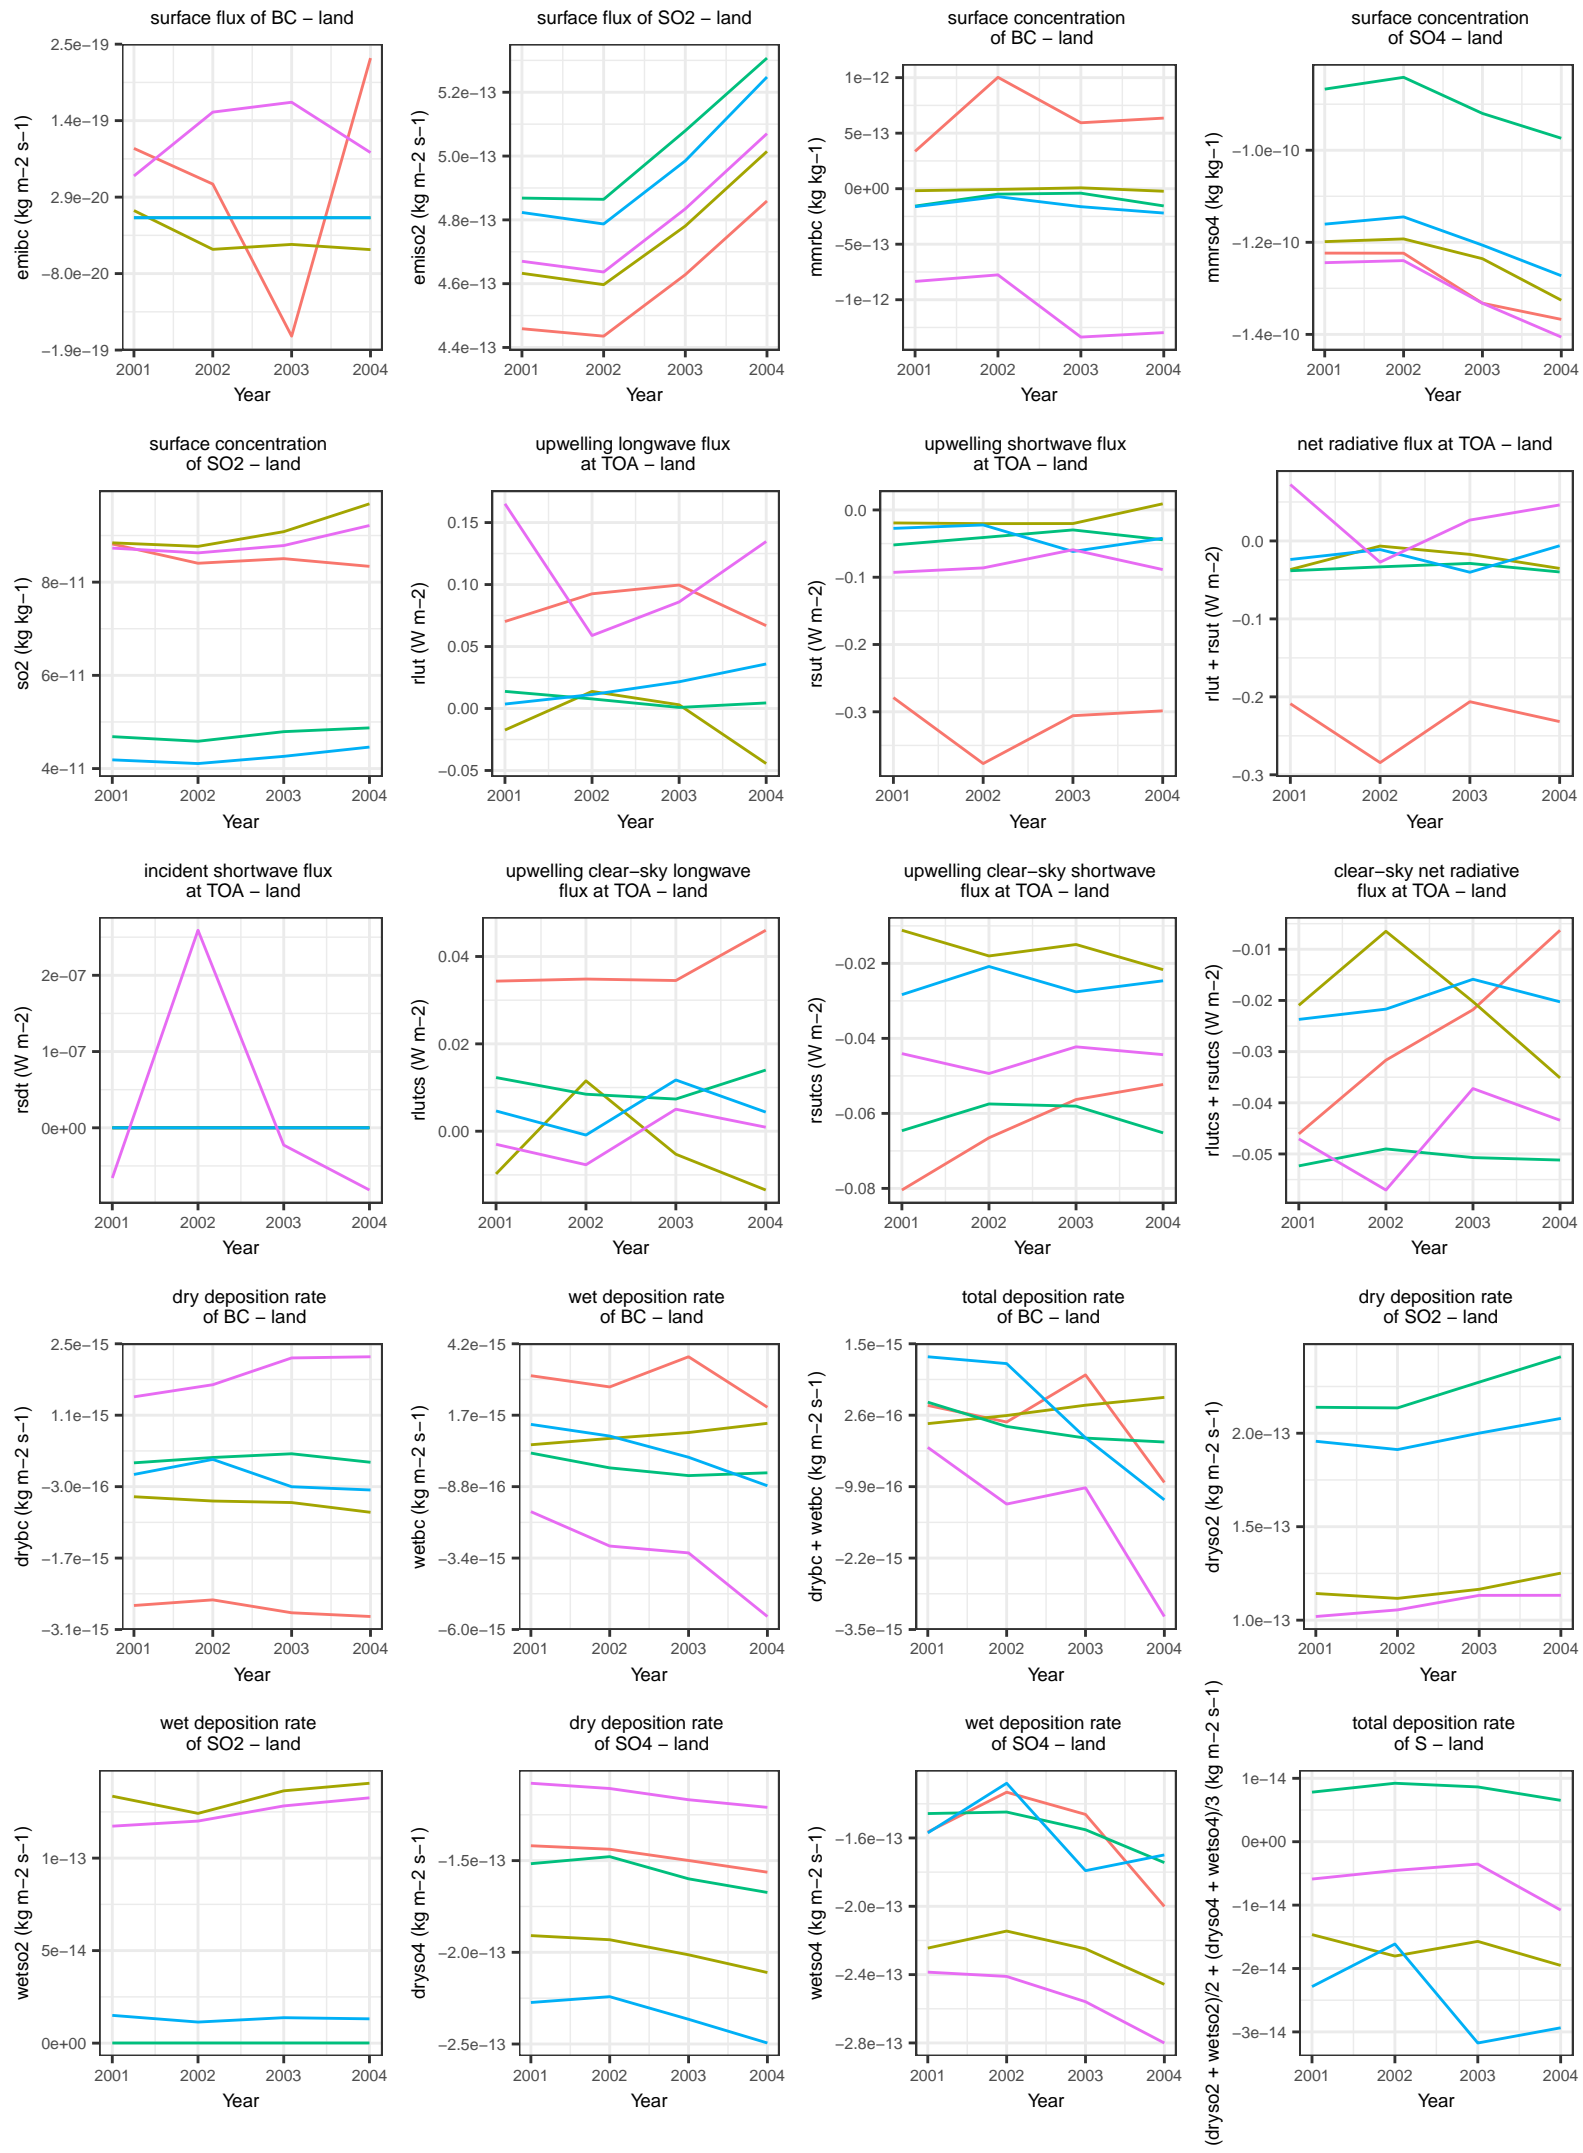 surface flux of BC − land
surface flux of SO2 − land
surface concentration
of BC − land
surface concentration
of SO4 − land
emibc (kg m−2 s−1)
2.5e−19
1.4e−19
2.9e−20
−8.0e−20
−1.9e−19
2001 2002 2003 2004
Year
emiso2 (kg m−2 s−1)
5.2e−13
5.0e−13
4.8e−13
4.6e−13
4.4e−13
2001 2002 2003 2004
Year
mmrbc (kg kg−1)
1e−12
5e−13
0e+00
−5e−13
−1e−12
2001 2002 2003 2004
Year
mmrso4 (kg kg−1)
−1.0e−10
−1.2e−10
−1.4e−10
2001 2002 2003 2004
Year
surface concentration
of SO2 − land
upwelling longwave flux
at TOA − land
upwelling shortwave flux
at TOA − land
net radiative flux at TOA − land
so2 (kg kg−1)
8e−11
6e−11
4e−11
2001 2002 2003 2004
Year
rlut (W m−2)
0.15
0.10
0.05
0.00
−0.05
2001 2002 2003 2004
Year
rsut (W m−2)
0.0
−0.1
−0.2
−0.3
2001 2002 2003 2004
Year
rlut + rsut (W m−2)
0.0
−0.1
−0.2
−0.3
2001 2002 2003 2004
Year
incident shortwave flux
at TOA − land
upwelling clear−sky longwave
flux at TOA − land
upwelling clear−sky shortwave
flux at TOA − land
clear−sky net radiative
flux at TOA − land
rsdt (W m−2)
2e−07
1e−07
0e+00
2001 2002 2003 2004
Year
rlutcs (W m−2)
0.04
0.02
0.00
2001 2002 2003 2004
Year
rsutcs (W m−2)
−0.02
−0.04
−0.06
−0.08
2001 2002 2003 2004
Year
rlutcs + rsutcs (W m−2)
−0.01
−0.02
−0.03
−0.04
−0.05
2001 2002 2003 2004
Year
dry deposition rate
of BC − land
wet deposition rate
of BC − land
total deposition rate
of BC − land
dry deposition rate
of SO2 − land
drybc (kg m−2 s−1)
2.5e−15
1.1e−15
−3.0e−16
−1.7e−15
−3.1e−15
2001 2002 2003 2004
Year
wetbc (kg m−2 s−1)
4.2e−15
1.7e−15
−8.8e−16
−3.4e−15
−6.0e−15
2001 2002 2003 2004
Year
drybc + wetbc (kg m−2 s−1)
1.5e−15
2.6e−16
−9.9e−16
−2.2e−15
−3.5e−15
2001 2002 2003 2004
Year
dryso2 (kg m−2 s−1)
2.0e−13
1.5e−13
1.0e−13
2001 2002 2003 2004
Year
wet deposition rate
of SO2 − land
dry deposition rate
of SO4 − land
wet deposition rate
of SO4 − land
total deposition rate
of S − land
wetso2 (kg m−2 s−1)
1e−13
5e−14
0e+00
2001 2002 2003 2004
Year
dryso4 (kg m−2 s−1)
−1.5e−13
−2.0e−13
−2.5e−13
2001 2002 2003 2004
Year
wetso4 (kg m−2 s−1)
−1.6e−13
−2.0e−13
−2.4e−13
−2.8e−13
2001 2002 2003 2004
Year
(dryso2 + wetso2)/2 + (dryso4 + wetso4)/3 (kg m−2 s−1)
1e−14
0e+00
−1e−14
−2e−14
−3e−14
2001 2002 2003 2004
Year